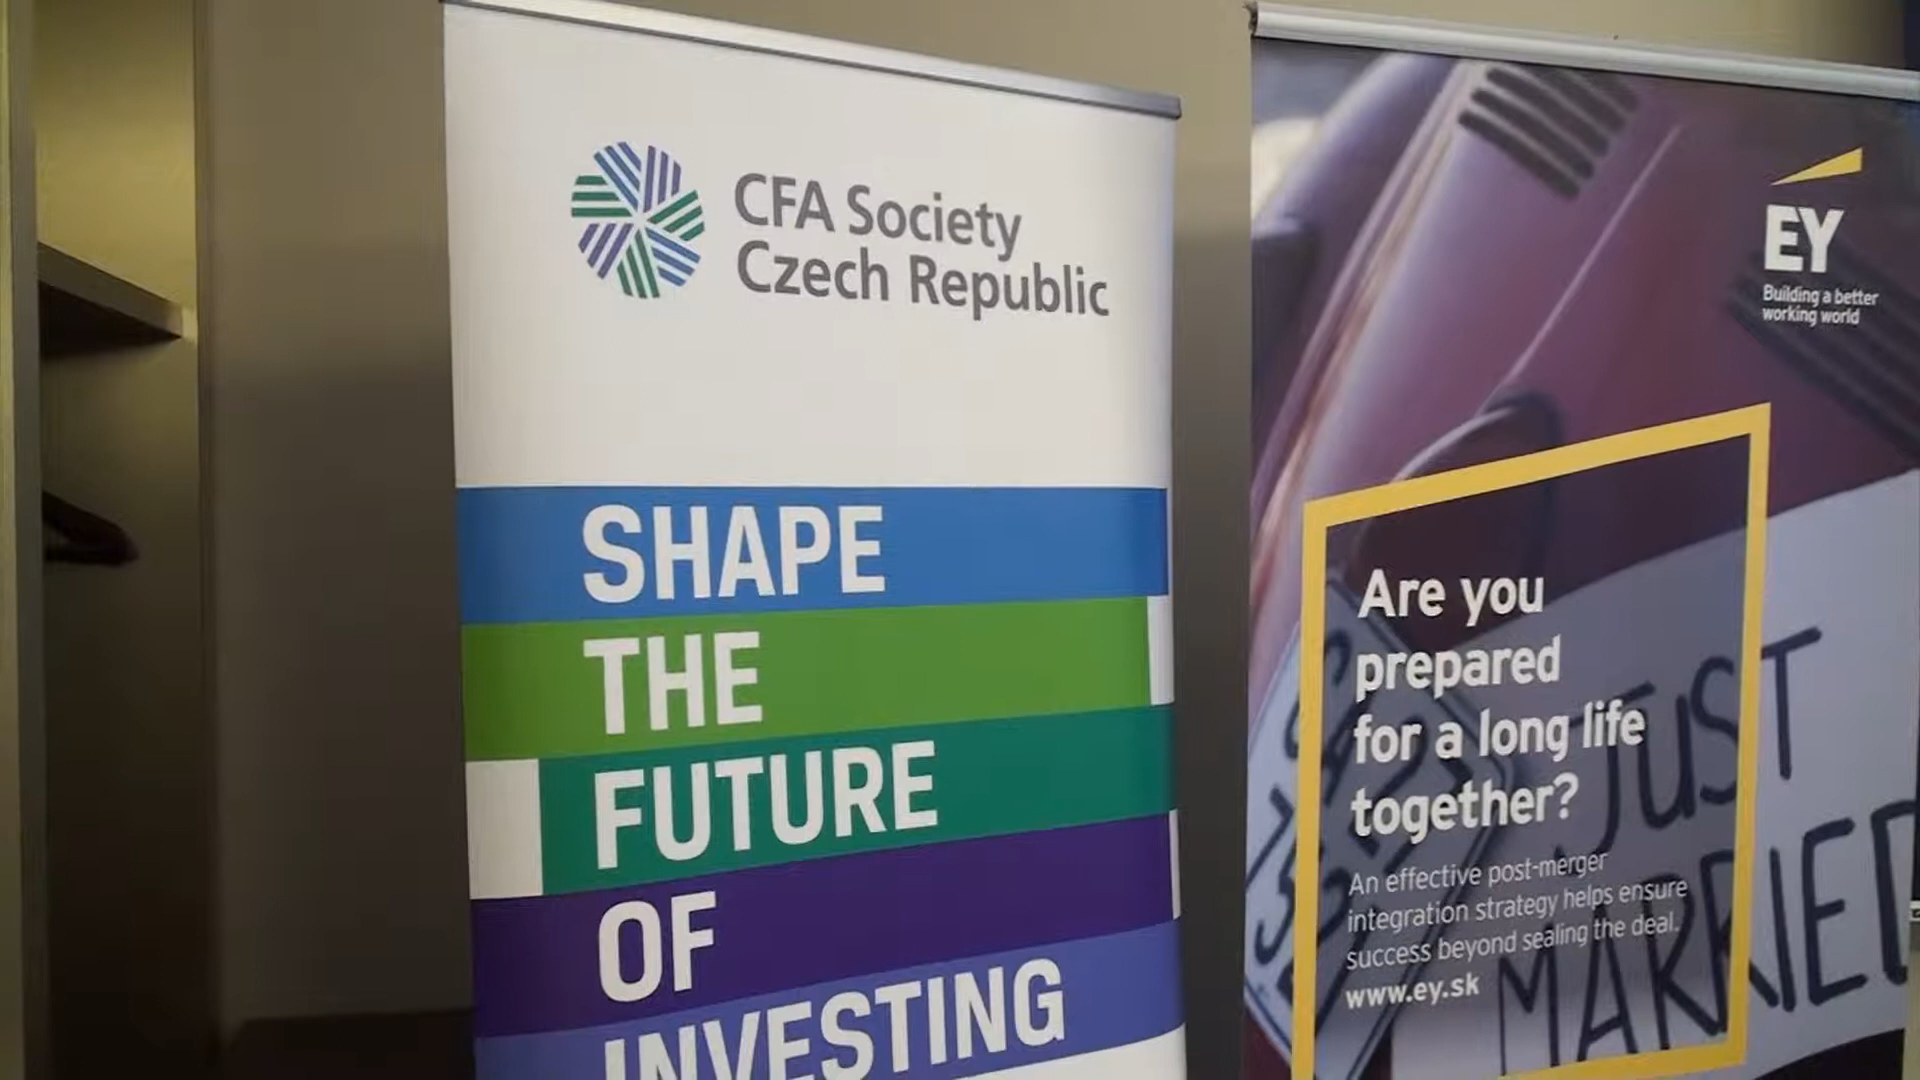 CFA Society
Czech Republic
SHAPE
THE
FUTURE
OF
INVESTING
EY
Building a better
working world
Are you
prepared
for a long life
together?
An effective post-merger
integration strategy helps ensure
success beyond sealing the deal.
www.ey.sk
JUST
MARRIED